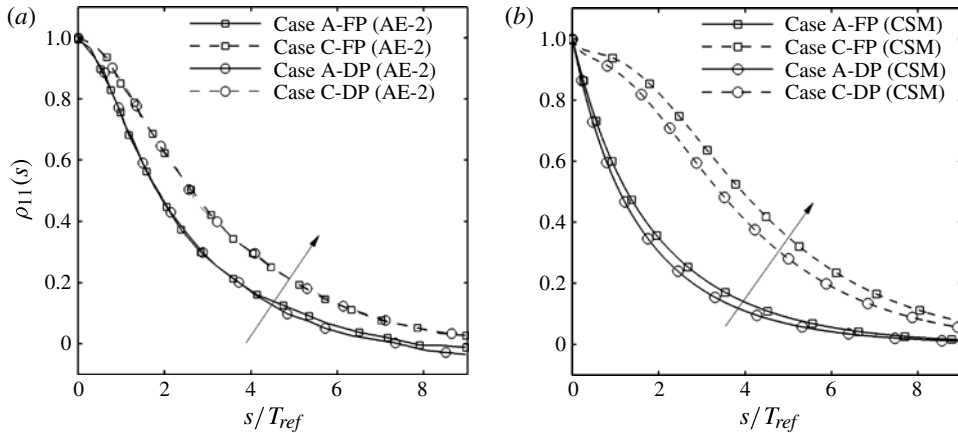 (a)
Case A-FP (AE-2)
Case C-FP (AE-2)
Case A-DP (AE-2)
Case C-DP (AE-2)
1.0
0.8
0.6
0.4
0.2
0
ρ11(s)
0 2 4 6 8
s/Tref
(b)
Case A-FP (CSM)
Case C-FP (CSM)
Case A-DP (CSM)
Case C-DP (CSM)
1.0
0.8
0.6
0.4
0.2
0
0 2 4 6 8
s/Tref